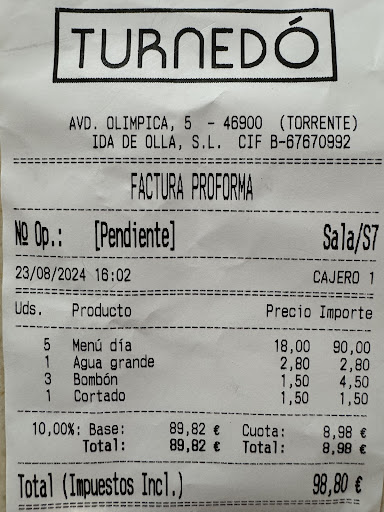 TURNEDÓ
AVD. OLIMPICA, 5 - 46900 (TORRENTE)
IDA DE OLLA, S.L. CIF B-67670992
FACTURA PROFORMA
Nº Op.: [Pendiente] Sala/S7
23/08/2024 16:02 CAJERO 1
Uds. Producto Precio Importe
5 Menú día 18,00 90,00
1 Agua grande 2,80 2,80
3 Bombón 1,50 4,50
1 Cortado 1,50 1,50
10,00%: Base: 89,82 € Cuota: 8,98 €
Total: 89,82 € Total: 8,98 €
Total (Impuestos Incl.) 98,80 €